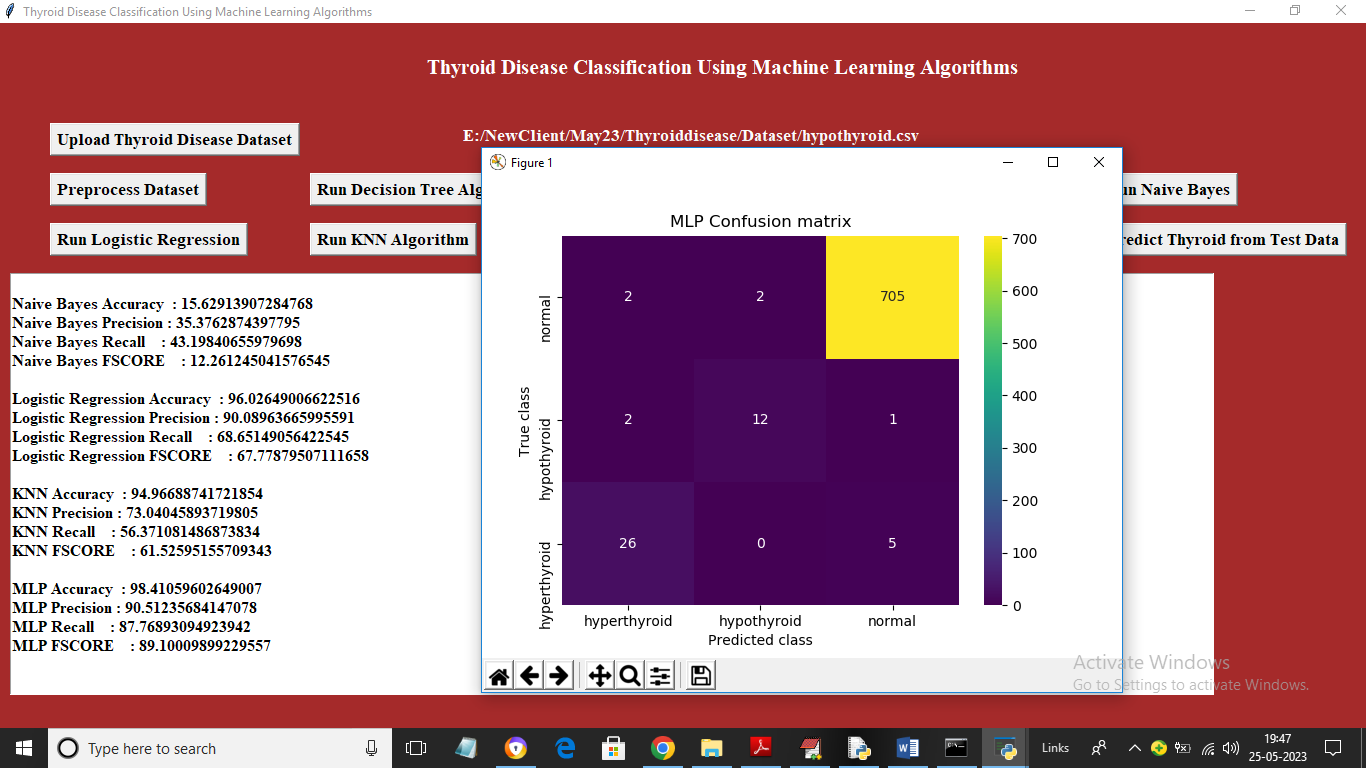 Thyroid Disease Classification Using Machine Learning Algorithms
Thyroid Disease Classification Using Machine Learning Algorithms
Upload Thyroid Disease Dataset
E:/NewClient/May23/Thyroiddisease/Dataset/hypothyroid.csv
Preprocess Dataset
Run Decision Tree Alg
un Naive Bayes
Run Logistic Regression
Run KNN Algorithm
redict Thyroid from Test Data
Naive Bayes Accuracy : 15.62913907284768
Naive Bayes Precision : 35.3762874397795
Naive Bayes Recall : 43.19840655979698
Naive Bayes FSCORE : 12.261245041576545
Logistic Regression Accuracy : 96.02649006622516
Logistic Regression Precision : 90.08963665995591
Logistic Regression Recall : 68.65149056422545
Logistic Regression FSCORE : 67.77879507111658
KNN Accuracy : 94.96688741721854
KNN Precision : 73.04045893719805
KNN Recall : 56.371081486873834
KNN FSCORE : 61.52595155709343
MLP Accuracy : 98.41059602649007
MLP Precision : 90.51235684147078
MLP Recall : 87.76893094923942
MLP FSCORE : 89.10009899229557
Figure 1
MLP Confusion matrix
True class
normal
2 2 705
hypothyroid
2 12 1
hyperthyroid
26 0 5
hyperthyroid hypothyroid normal
Predicted class
700
600
500
400
300
200
100
0
Activate Windows
Go to Settings to activate Windows.
Type here to search
Links
19:47
25-05-2023